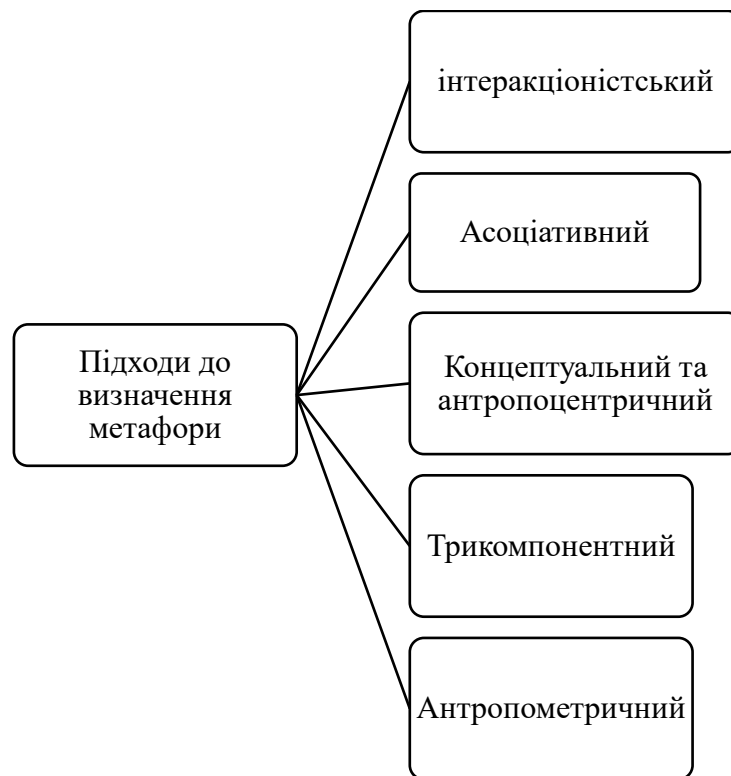 Підходи до
визначення
метафори
інтеракціоністський
Асоціативний
Концептуальний та
антропоцентричний
Трикомпонентний
Антропометричний